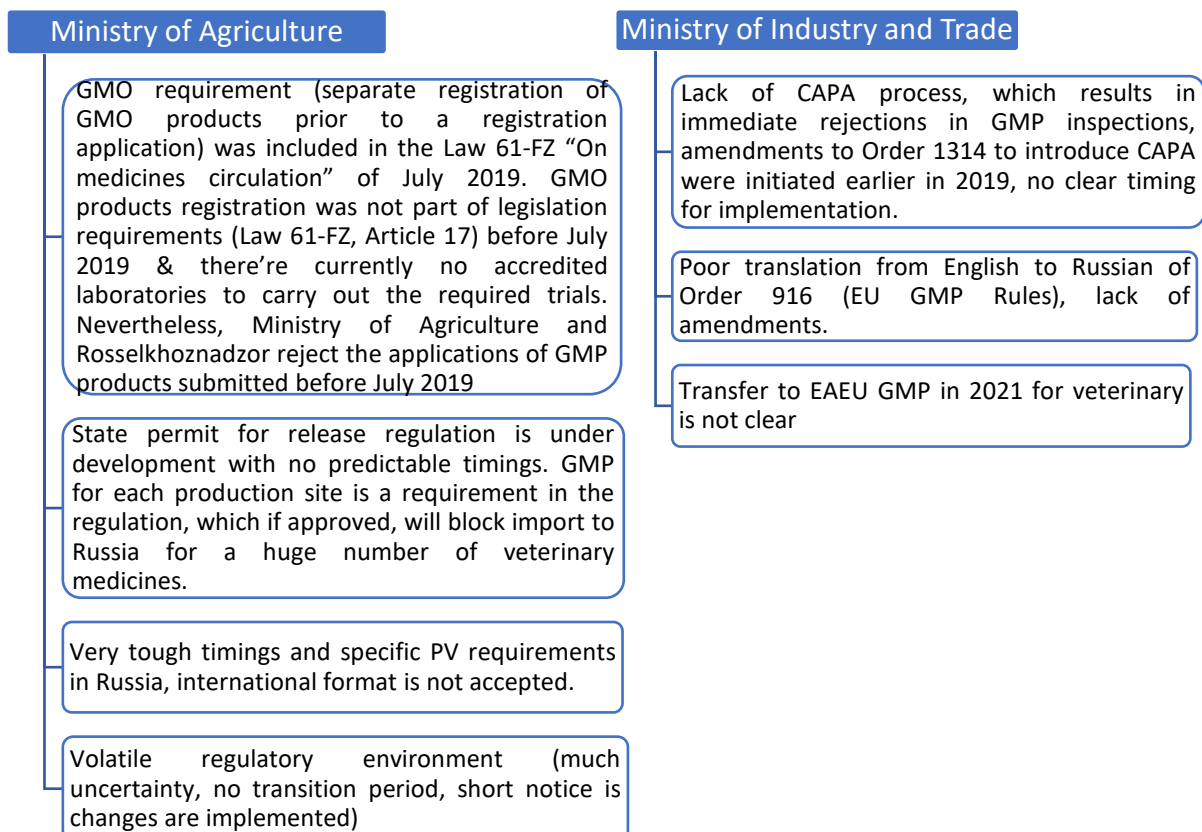 Ministry of Agriculture
GMO requirement (separate registration of
GMO products prior to a registration
application) was included in the Law 61-FZ “On
medicines circulation” of July 2019. GMO
products registration was not part of legislation
requirements (Law 61-FZ, Article 17) before July
2019 & there’re currently no accredited
laboratories to carry out the required trials.
Nevertheless, Ministry of Agriculture and
Rosselkhoznadzor reject the applications of GMP
products submitted before July 2019
State permit for release regulation is under
development with no predictable timings. GMP
for each production site is a requirement in the
regulation, which if approved, will block import to
Russia for a huge number of veterinary
medicines.
Very tough timings and specific PV requirements
in Russia, international format is not accepted.
Volatile regulatory environment (much
uncertainty, no transition period, short notice is
changes are implemented)
Ministry of Industry and Trade
Lack of CAPA process, which results in
immediate rejections in GMP inspections,
amendments to Order 1314 to introduce CAPA
were initiated earlier in 2019, no clear timing
for implementation.
Poor translation from English to Russian of
Order 916 (EU GMP Rules), lack of
amendments.
Transfer to EAEU GMP in 2021 for veterinary
is not clear